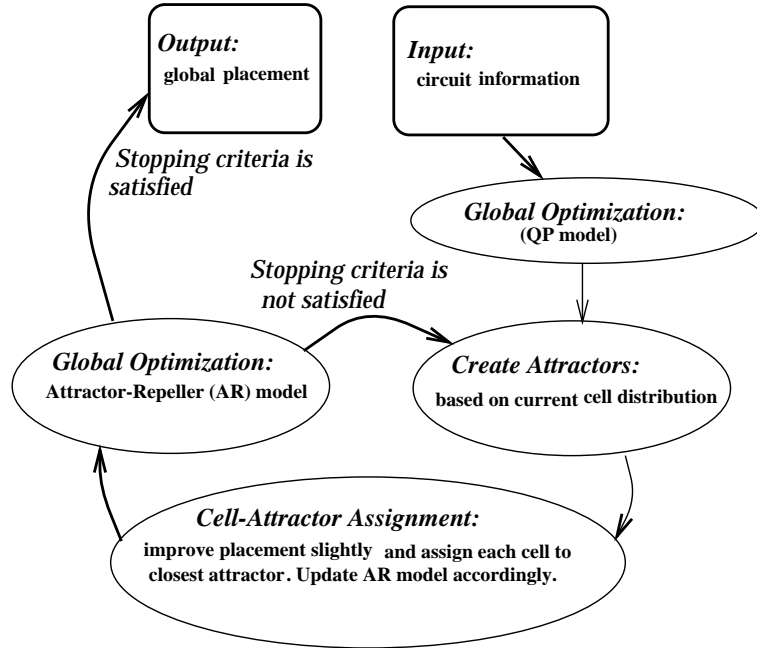 Output:
global placement
Input:
circuit information
Stopping criteria is
satisfied
Global Optimization:
(QP model)
Stopping criteria is
not satisfied
Global Optimization:
Attractor-Repeller (AR) model
Create Attractors:
based on current cell distribution
Cell-Attractor Assignment:
improve placement slightly and assign each cell to
closest attractor. Update AR model accordingly.